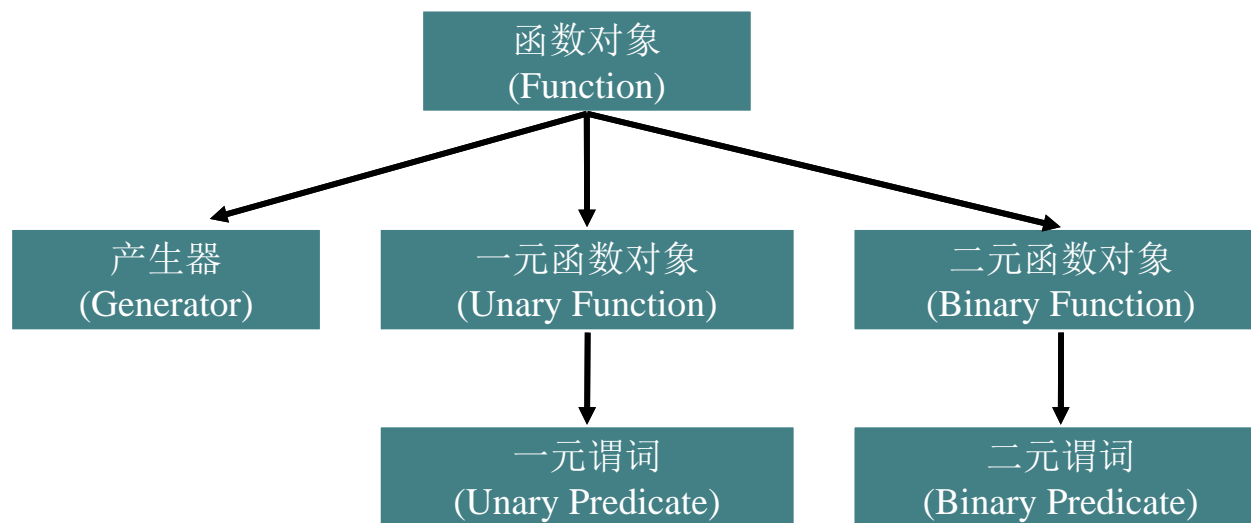 函数对象
(Function)
产生器
(Generator)
一元函数对象
(Unary Function)
二元函数对象
(Binary Function)
一元谓词
(Unary Predicate)
二元谓词
(Binary Predicate)